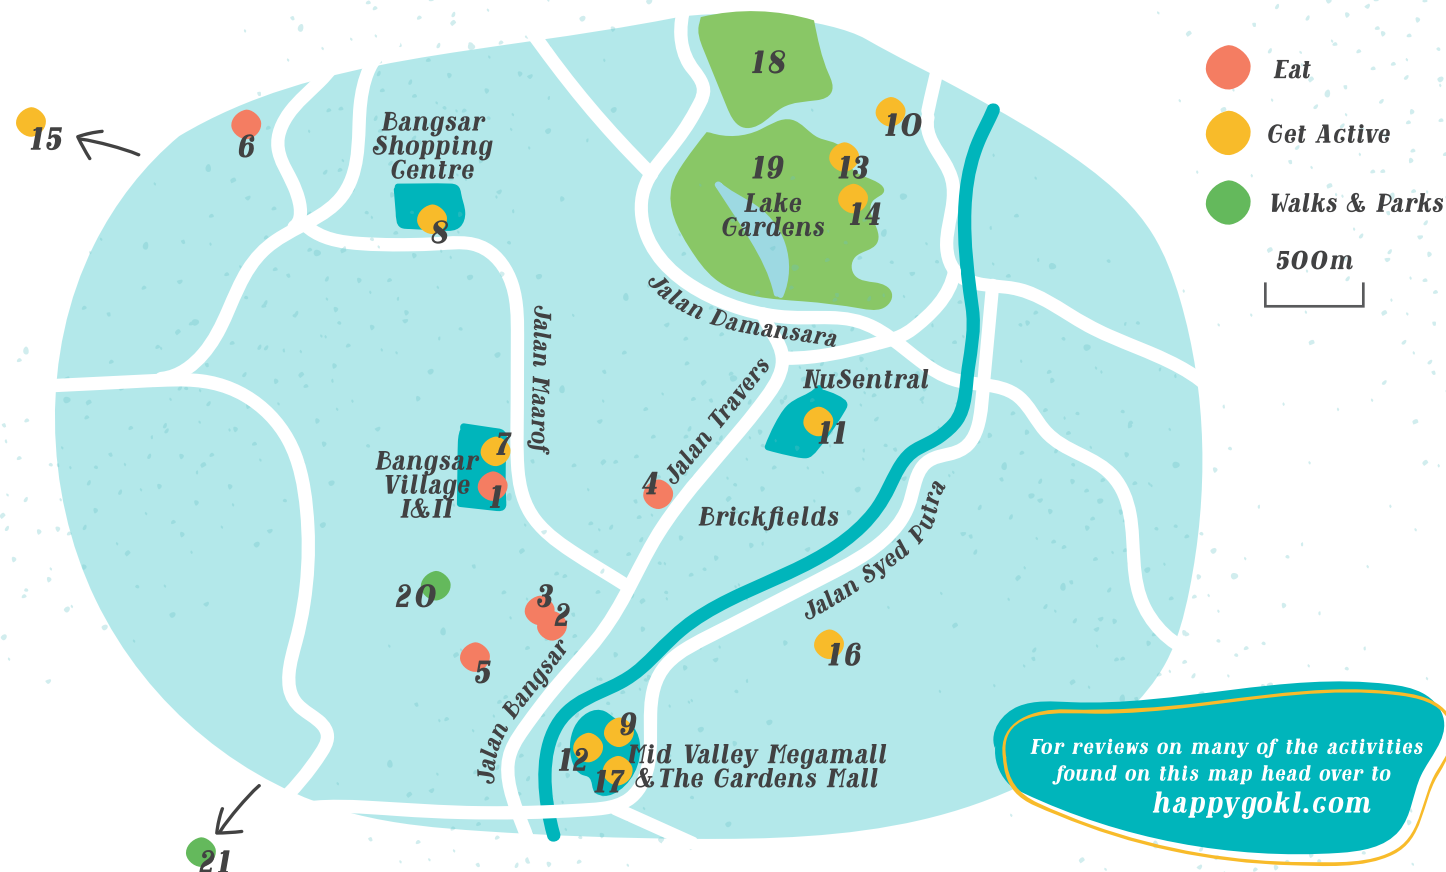 18
Eat
15
6
Bangsar
Shopping
Centre
10
Get Active
19
13
Lake
Gardens
14
Walks & Parks
8
500m
Jalan Damansara
Jalan Maarof
Jalan Travers
NuSentral
11
7
Bangsar
Village
I&II
1
4
Brickfields
Jalan Syed Putra
20
3
2
5
16
Jalan Bangsar
9
12
17
Mid Valley Megamall
& The Gardens Mall
For reviews on many of the activities
found on this map head over to
happygokl.com
21